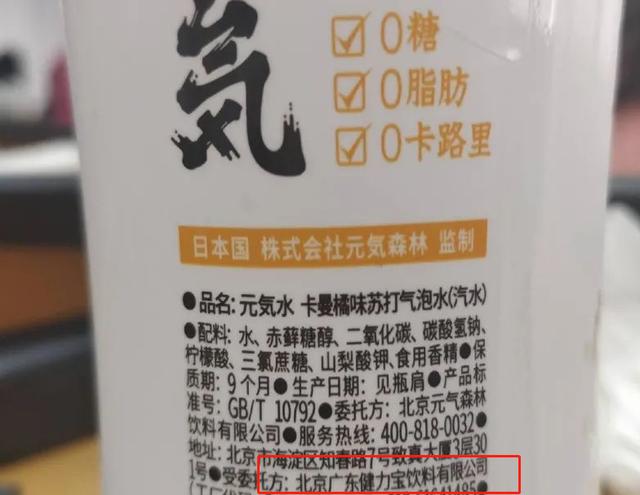 気
0糖
0脂肪
0卡路里
日本国 株式会社元気森林 监制
●品名:元気水 卡曼橘味苏打气泡水(汽水)
●配料:水、赤藓糖醇、二氧化碳、碳酸氢钠、
柠檬酸、三氯蔗糖、山梨酸钾、食用香精●保
质期:9个月●生产日期:见瓶肩●产品标
准号:GB/T 10792●委托方:北京元气森林
饮料有限公司●服务热线:400-818-0032●
地址:北京市海淀区知春路7号致真大厦3层30
1号●受委托方:北京广东健力宝饮料有限公司